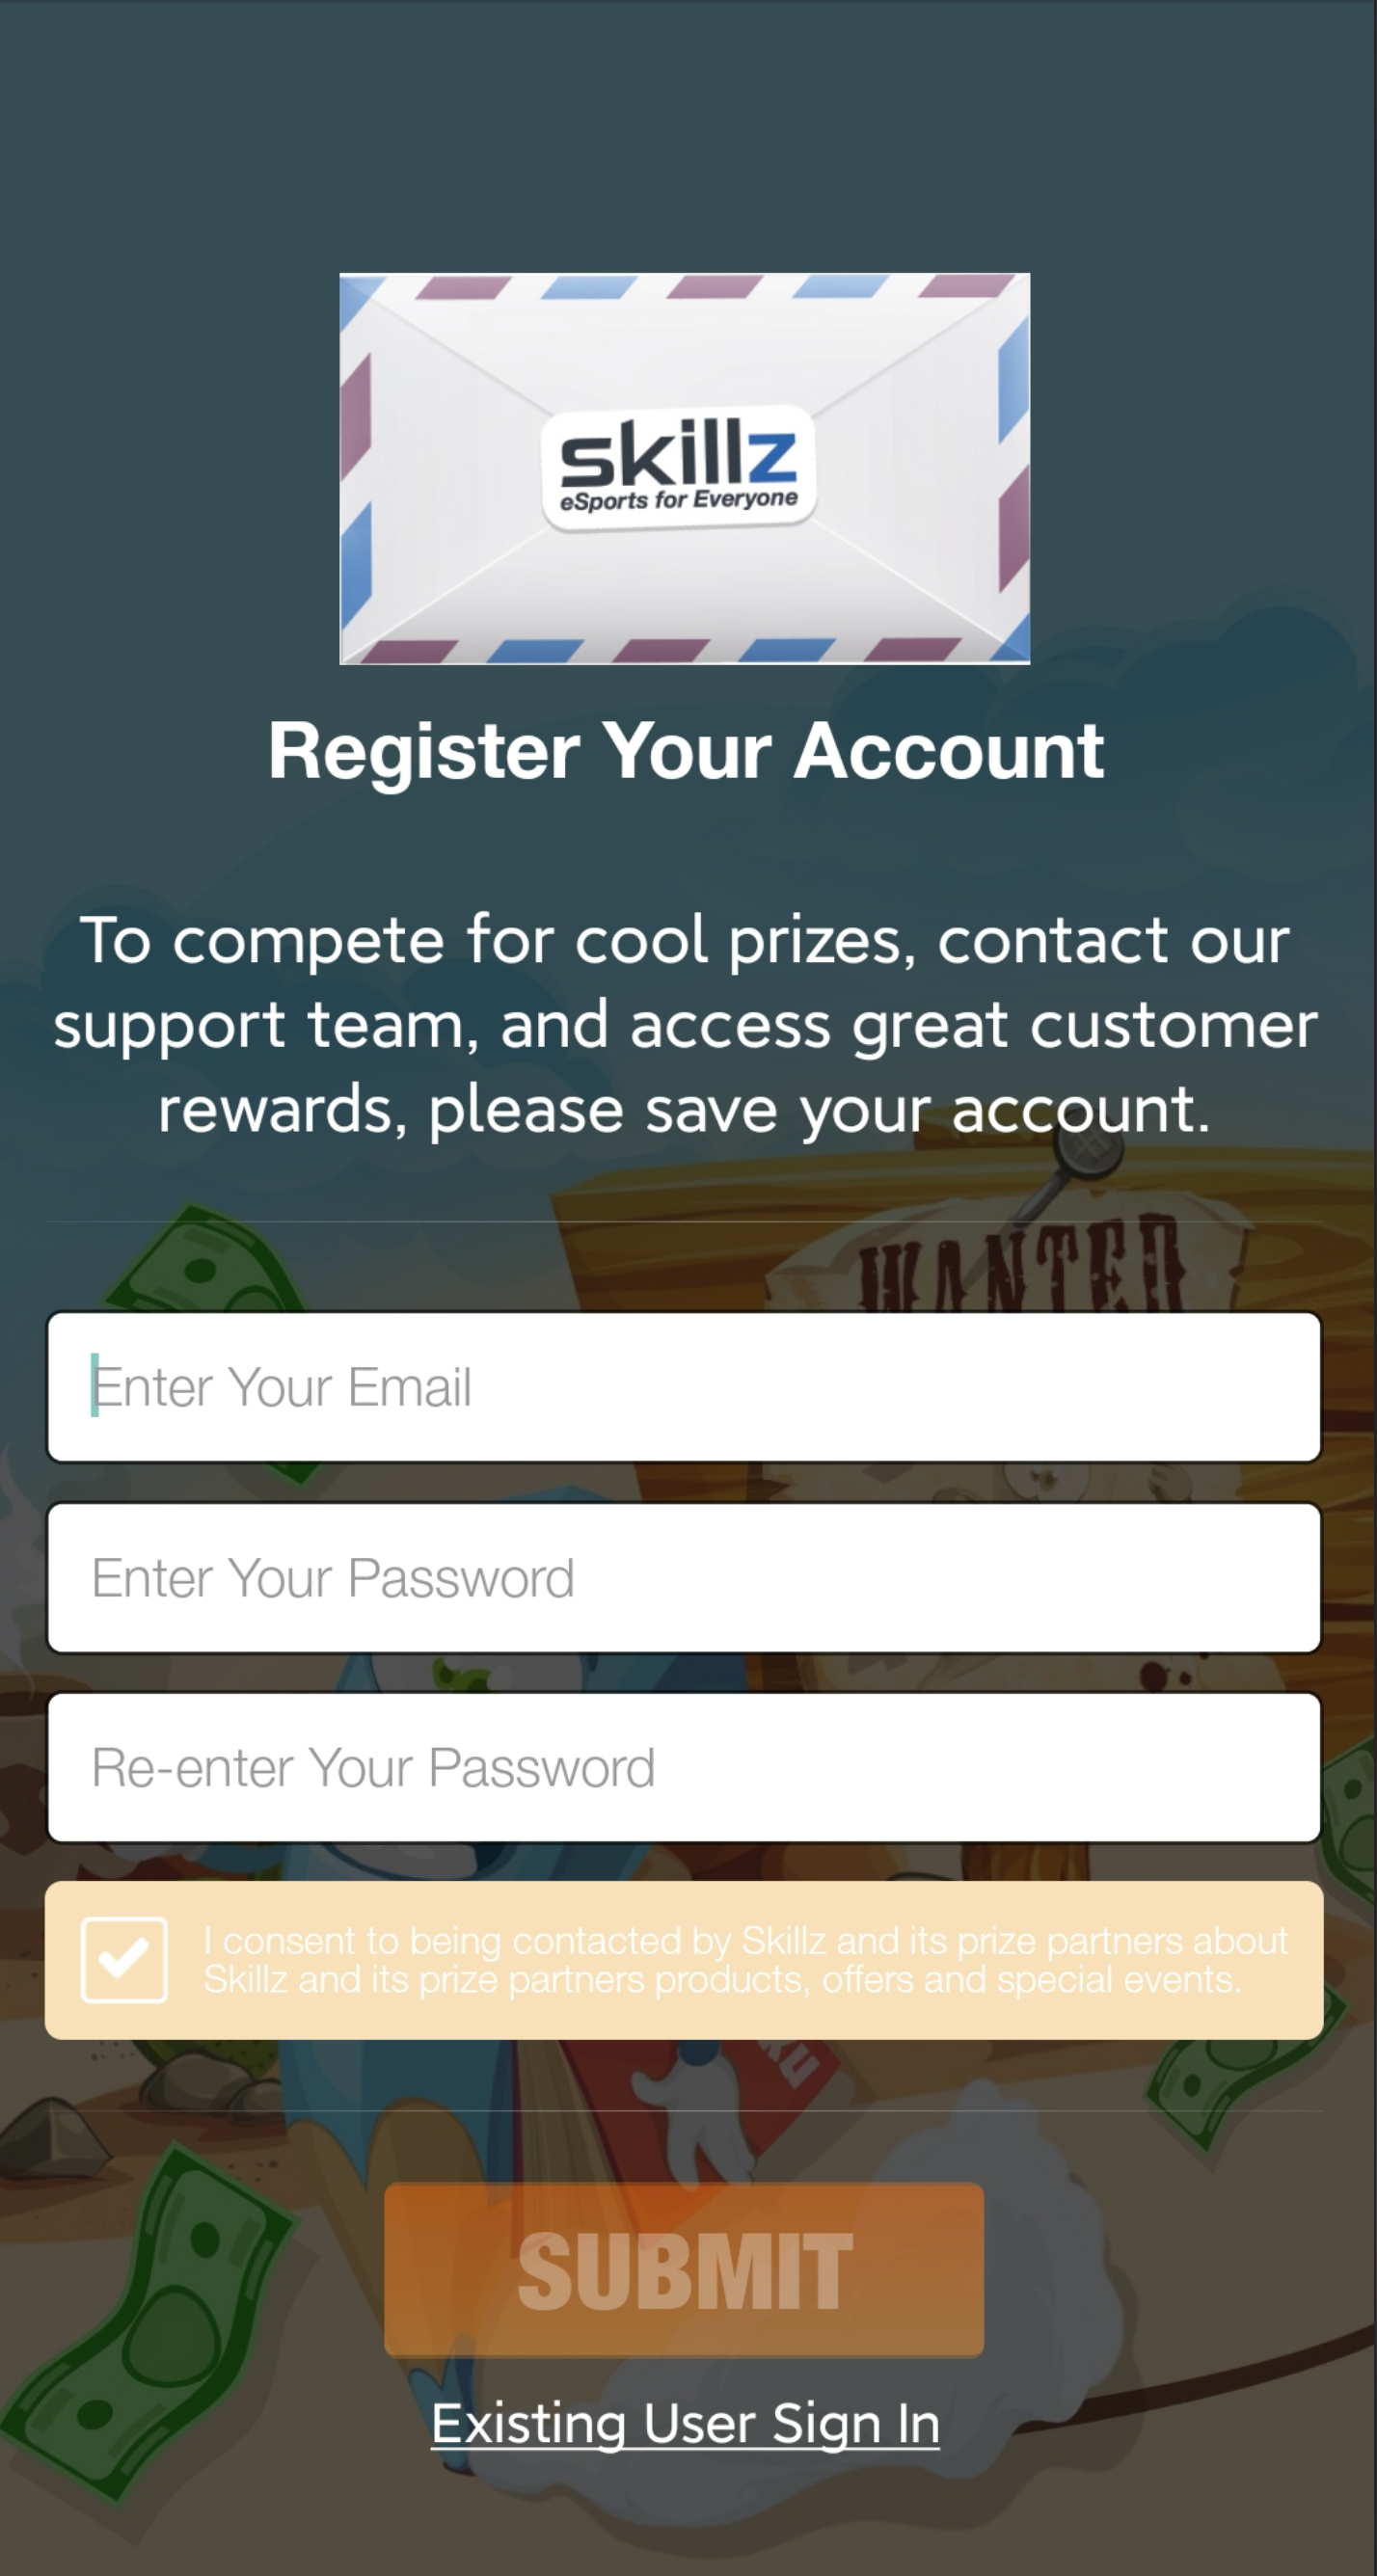 skillz
eSports for Everyone
Register Your Account
To compete for cool prizes, contact our
support team, and access great customer
rewards, please save your account.
WANTED
Enter Your Email
Enter Your Password
Re-enter Your Password
I consent to being contacted by Skillz and its prize partners about
Skillz and its prize partners products, offers and special events.
KU
SUBMIT
Existing User Sign In